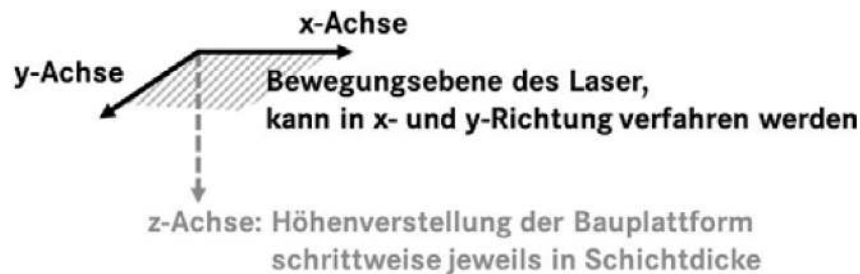 x-Achse
y-Achse
Bewegungsebene des Laser,
kann in x- und y-Richtung verfahren werden
z-Achse: Höhenverstellung der Bauplattform
schrittweise jeweils in Schichtdicke